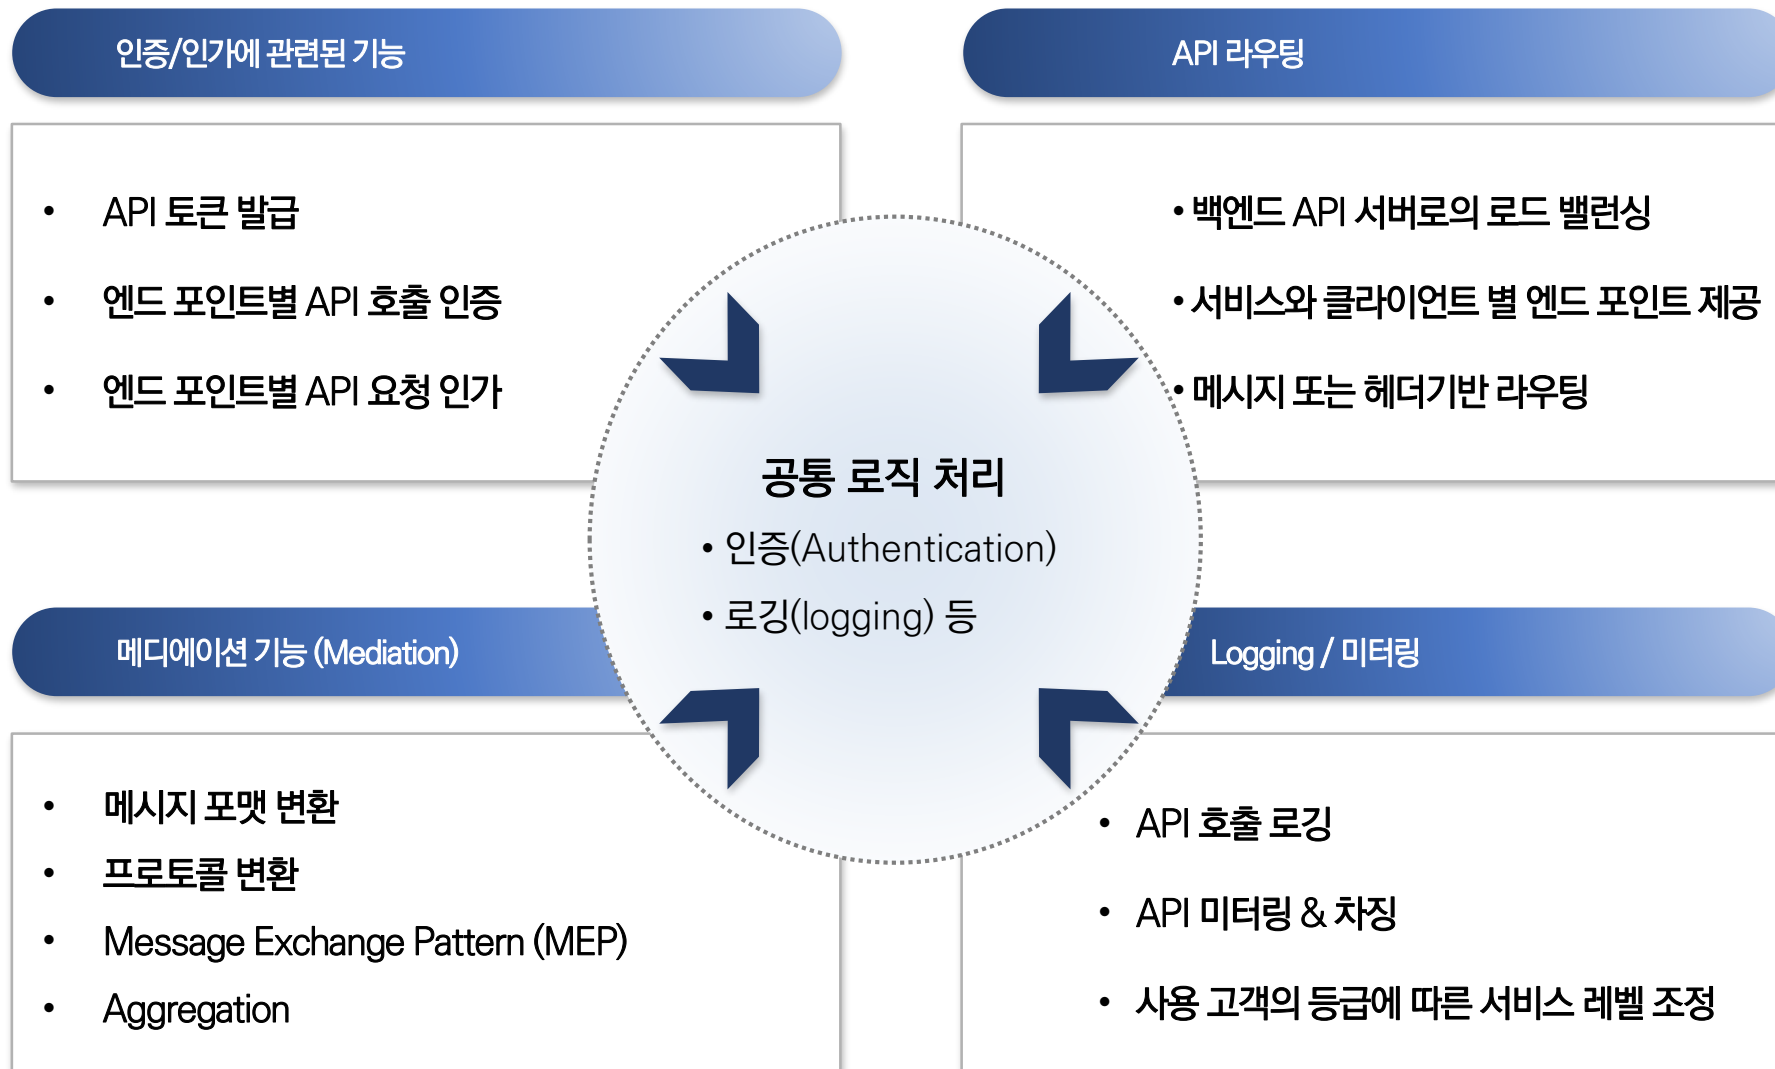 인증/인가에 관련된 기능
• API 토큰 발급
• 엔드 포인트별 API 호출 인증
• 엔드 포인트별 API 요청 인가
API 라우팅
• 백엔드 API 서버로의 로드 밸런싱
• 서비스와 클라이언트 별 엔드 포인트 제공
• 메시지 또는 헤더기반 라우팅
공통 로직 처리
• 인증(Authentication)
• 로깅(logging) 등
메디에이션 기능 (Mediation)
• 메시지 포맷 변환
• 프로토콜 변환
• Message Exchange Pattern (MEP)
• Aggregation
Logging / 미터링
• API 호출 로깅
• API 미터링 & 차징
• 사용 고객의 등급에 따른 서비스 레벨 조정